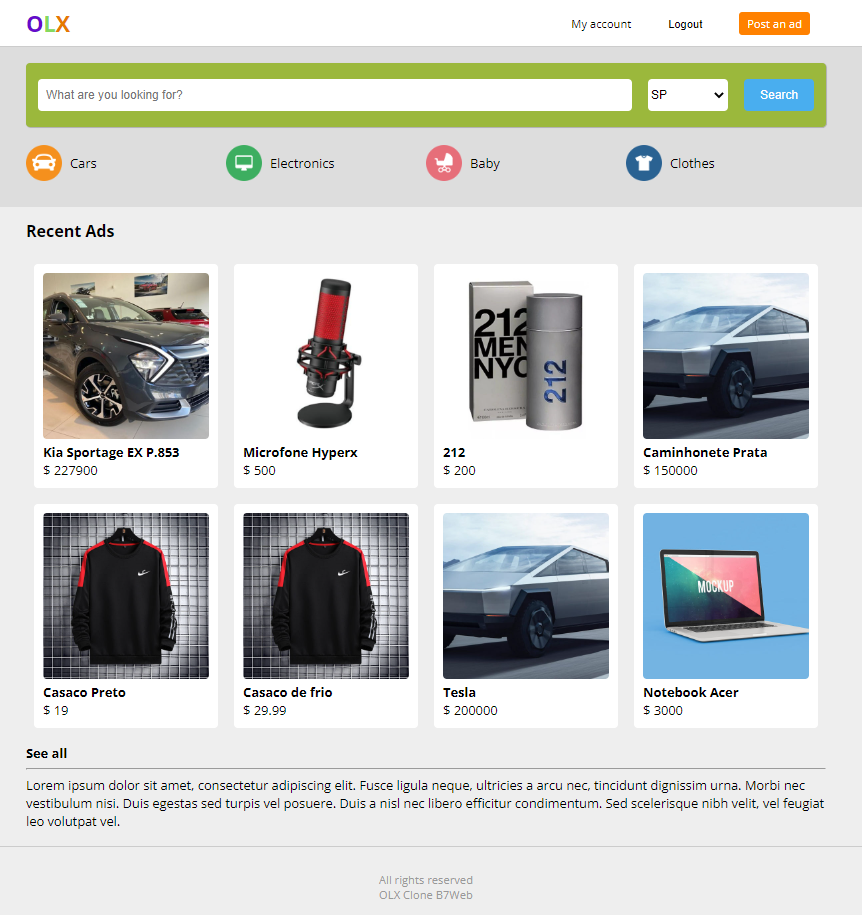 OLX
My account
Logout
Post an ad
What are you looking for?
SP
Search
Cars
Electronics
Baby
Clothes
Recent Ads
212
MEN
NYC
212
Kia Sportage EX P.853
$ 227900
Microfone Hyperx
$ 500
212
$ 200
Caminhonete Prata
$ 150000
MOCKUP
Casaco Preto
$ 19
Casaco de frio
$ 29.99
Tesla
$ 200000
Notebook Acer
$ 3000
See all
Lorem ipsum dolor sit amet, consectetur adipiscing elit. Fusce ligula neque, ultricies a arcu nec, tincidunt dignissim urna. Morbi nec
vestibulum nisi. Duis egestas sed turpis vel posuere. Duis a nisl nec libero efficitur condimentum. Sed scelerisque nibh velit, vel feugiat
leo volutpat vel.
All rights reserved
OLX Clone B7Web